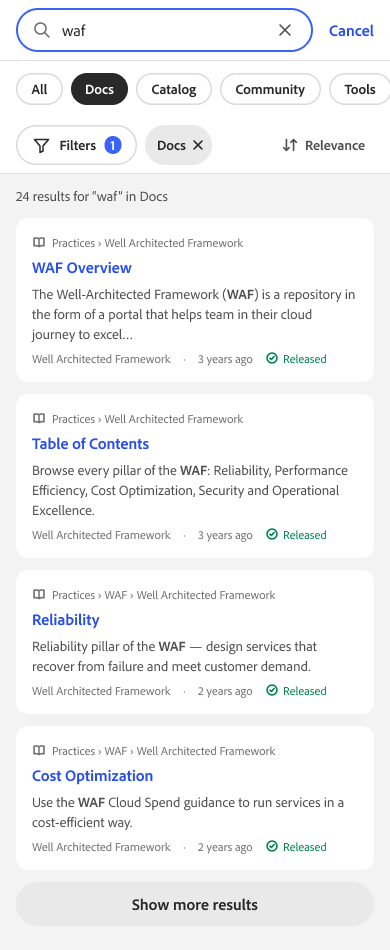 waf
Cancel
All
Docs
Catalog
Community
Tools
Filters
1
Docs
Relevance
24 results for “waf” in Docs
Practices › Well Architected Framework
WAF Overview
The Well-Architected Framework (WAF) is a repository in
the form of a portal that helps team in their cloud
journey to excel...
Well Architected Framework · 3 years ago Released
Practices › Well Architected Framework
Table of Contents
Browse every pillar of the WAF: Reliability, Performance
Efficiency, Cost Optimization, Security and Operational
Excellence.
Well Architected Framework · 3 years ago Released
Practices › WAF › Well Architected Framework
Reliability
Reliability pillar of the WAF — design services that
recover from failure and meet customer demand.
Well Architected Framework · 2 years ago Released
Practices › WAF › Well Architected Framework
Cost Optimization
Use the WAF Cloud Spend guidance to run services in a
cost-efficient way.
Well Architected Framework · 2 years ago Released
Show more results